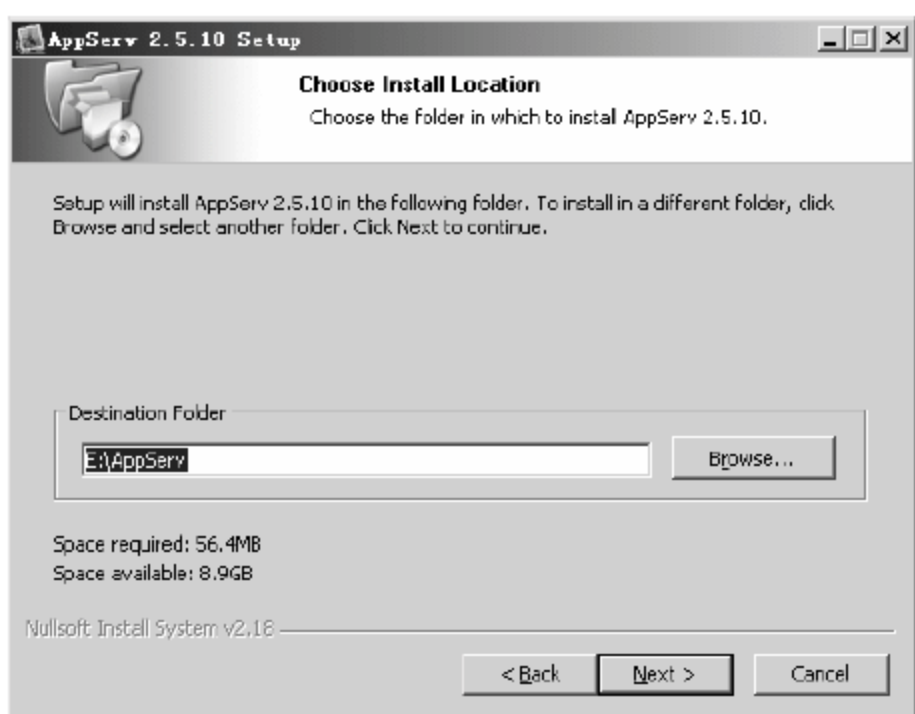 AppServ 2.5.10 Setup
Choose Install Location
Choose the folder in which to install AppServ 2.5.10.
Setup will install AppServ 2.5.10 in the following folder. To install in a different folder, click
Browse and select another folder. Click Next to continue.
Destination Folder
E:\AppServ
Browse...
Space required: 56.4MB
Space available: 8.9GB
Nullsoft Install System v2.18
< Back
Next >
Cancel